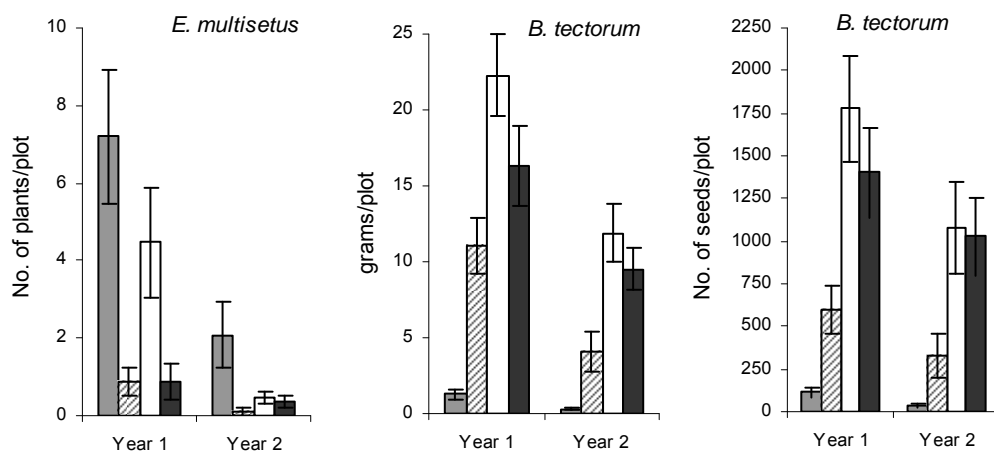 E. multisetus
No. of plants/plot
10
8
6
4
2
0
Year 1 Year 2
B. tectorum
grams/plot
25
20
15
10
5
0
Year 1 Year 2
B. tectorum
No. of seeds/plot
2250
2000
1750
1500
1250
1000
750
500
250
0
Year 1 Year 2